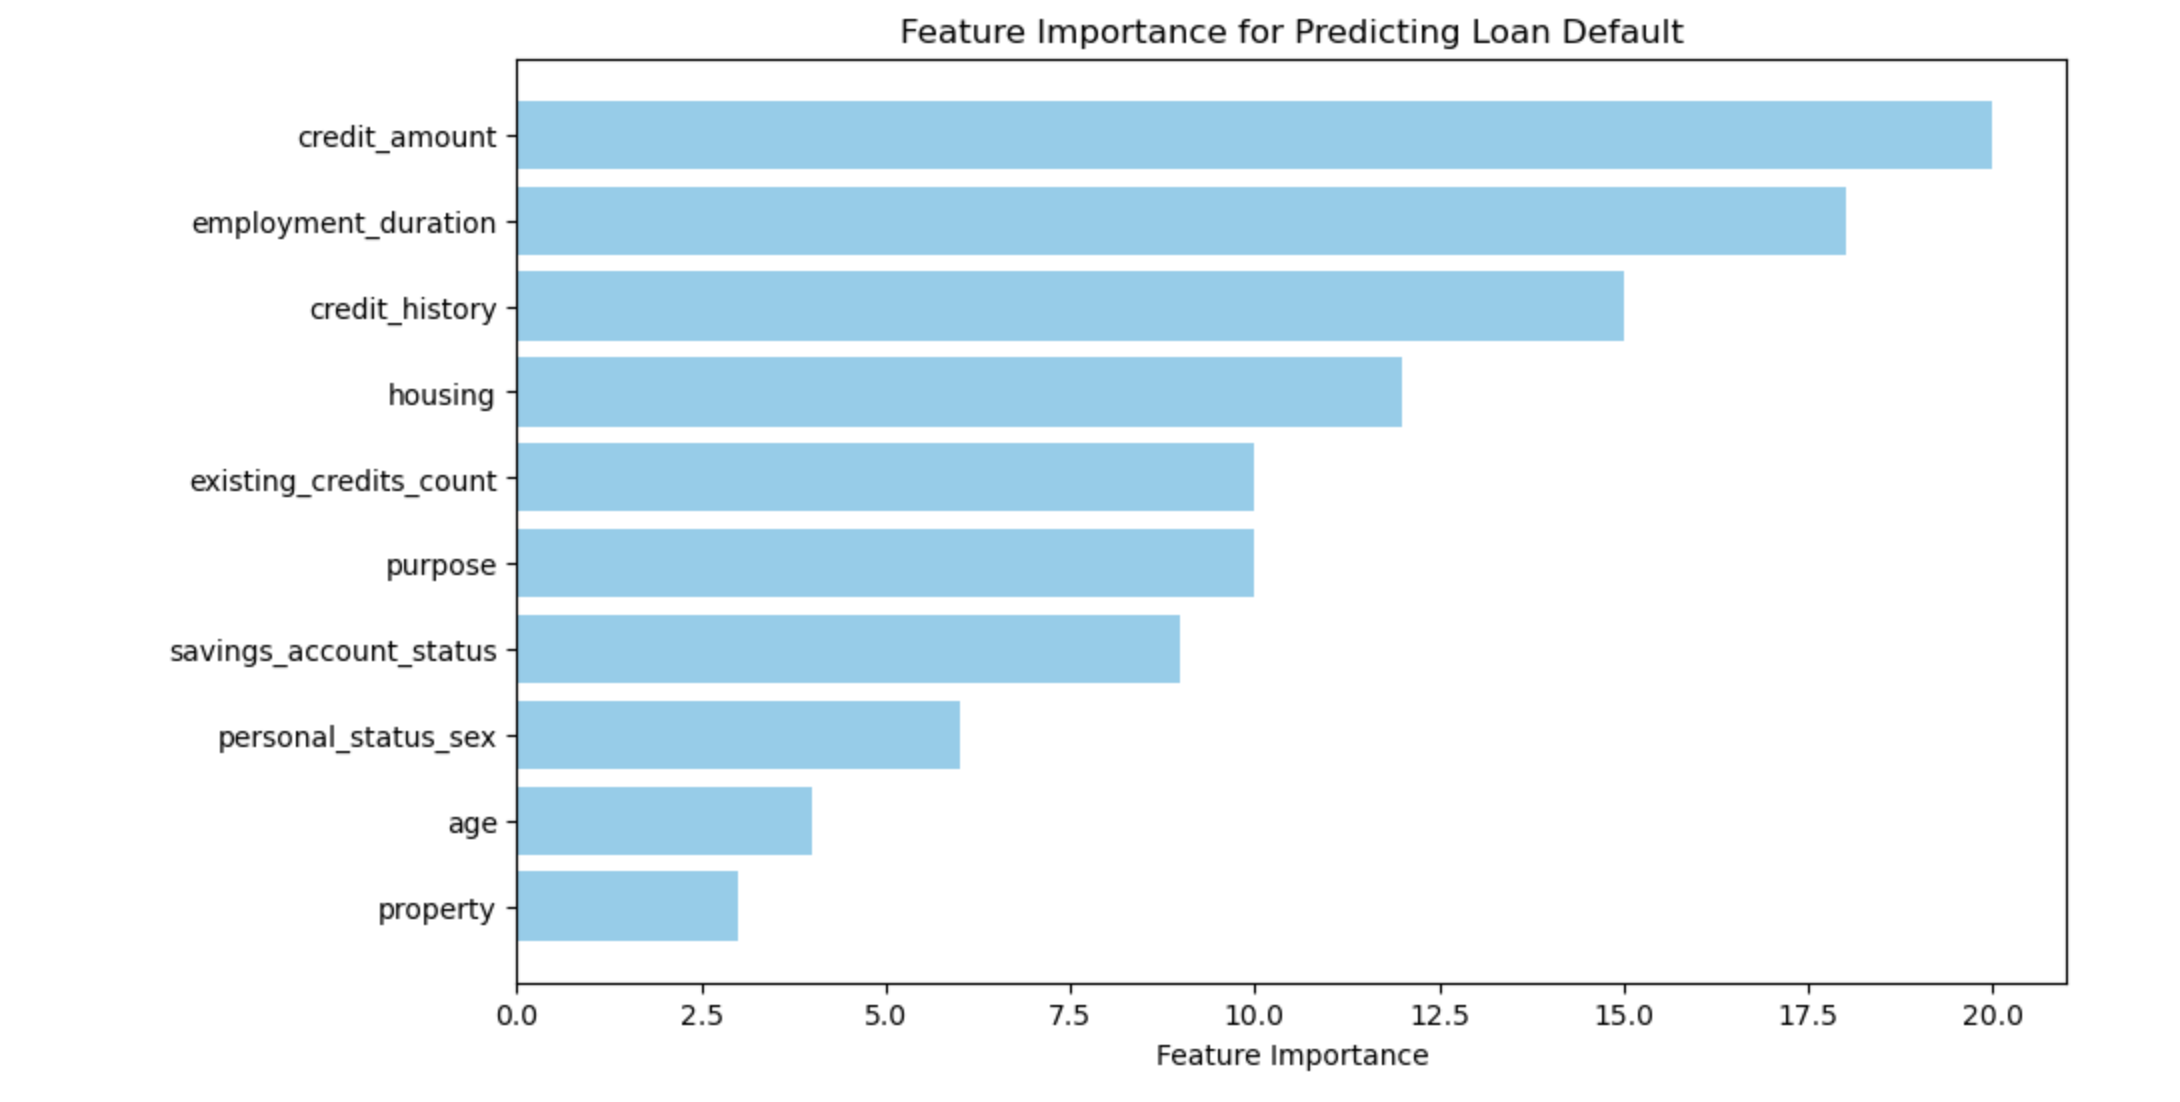 Feature Importance for Predicting Loan Default
credit_amount
employment_duration
credit_history
housing
existing_credits_count
purpose
savings_account_status
personal_status_sex
age
property
0.0 2.5 5.0 7.5 10.0 12.5 15.0 17.5 20.0
Feature Importance